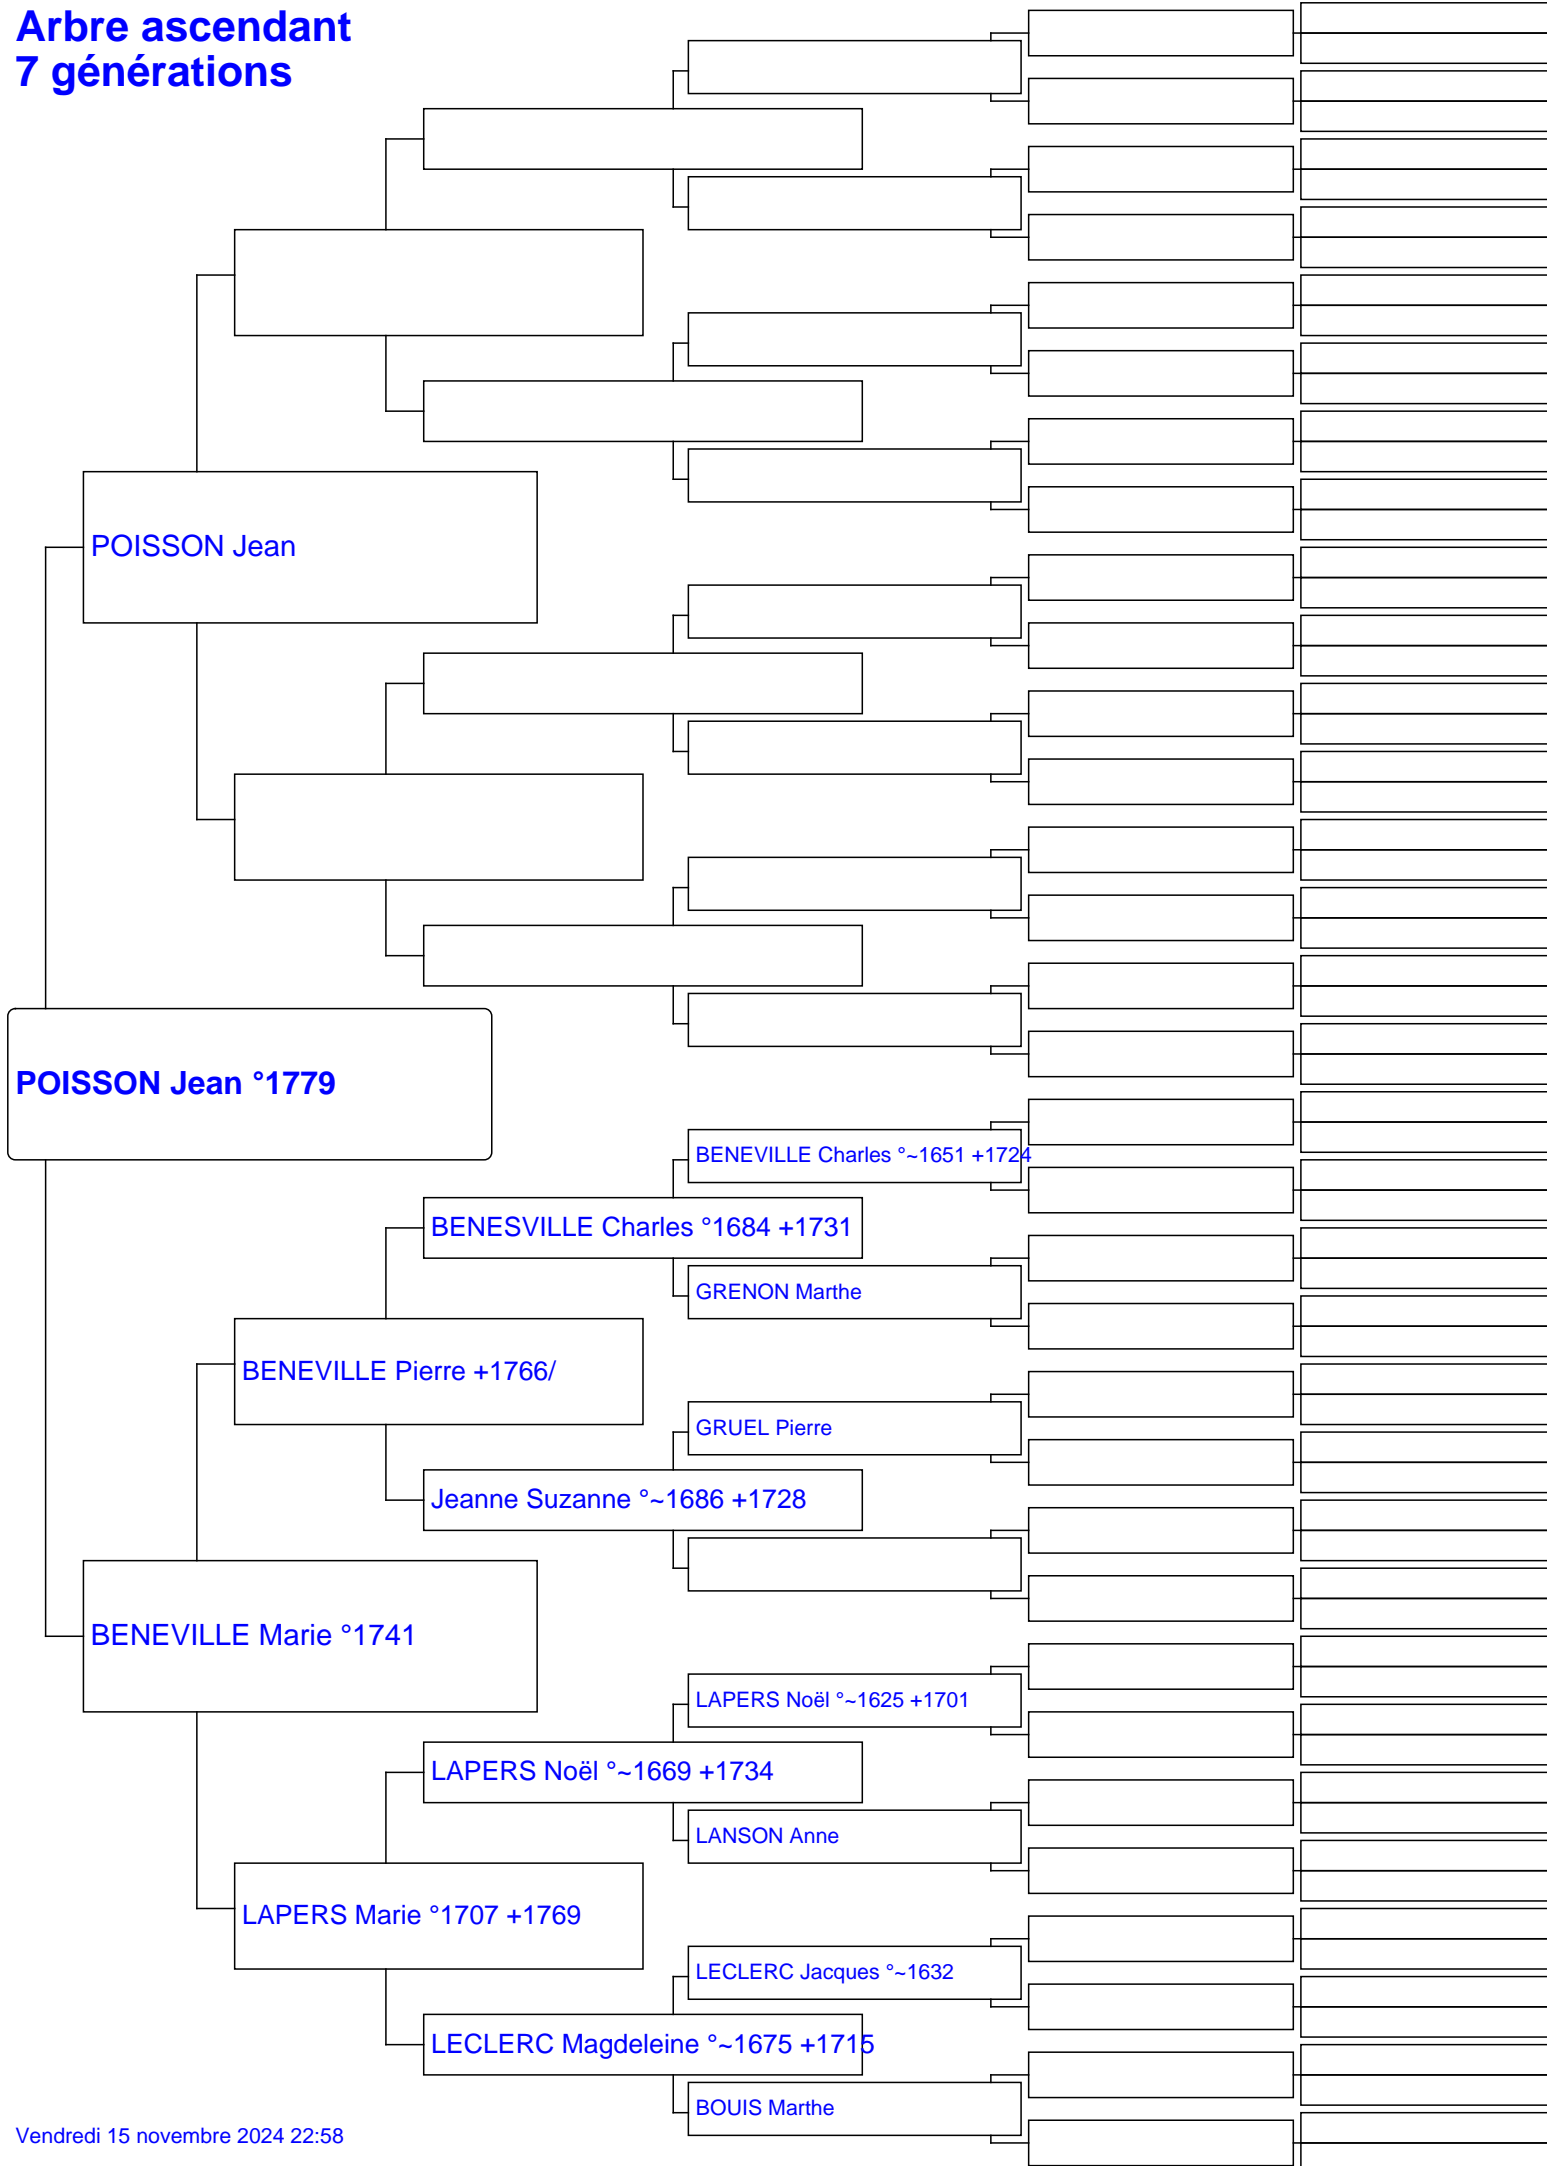 Arbre ascendant
7 générations
POISSON Jean
POISSON Jean °1779
BENEVILLE Charles °~1651 +1724
BENESVILLE Charles °1684 +1731
GRENON Marthe
BENEVILLE Pierre +1766/
GRUEL Pierre
Jeanne Suzanne °~1686 +1728
BENEVILLE Marie °1741
LAPERS Noël °~1625 +1701
LAPERS Noël °~1669 +1734
LANSON Anne
LAPERS Marie °1707 +1769
LECLERC Jacques °~1632
LECLERC Magdeleine °~1675 +1715
BOUIS Marthe
Vendredi 15 novembre 2024 22:58